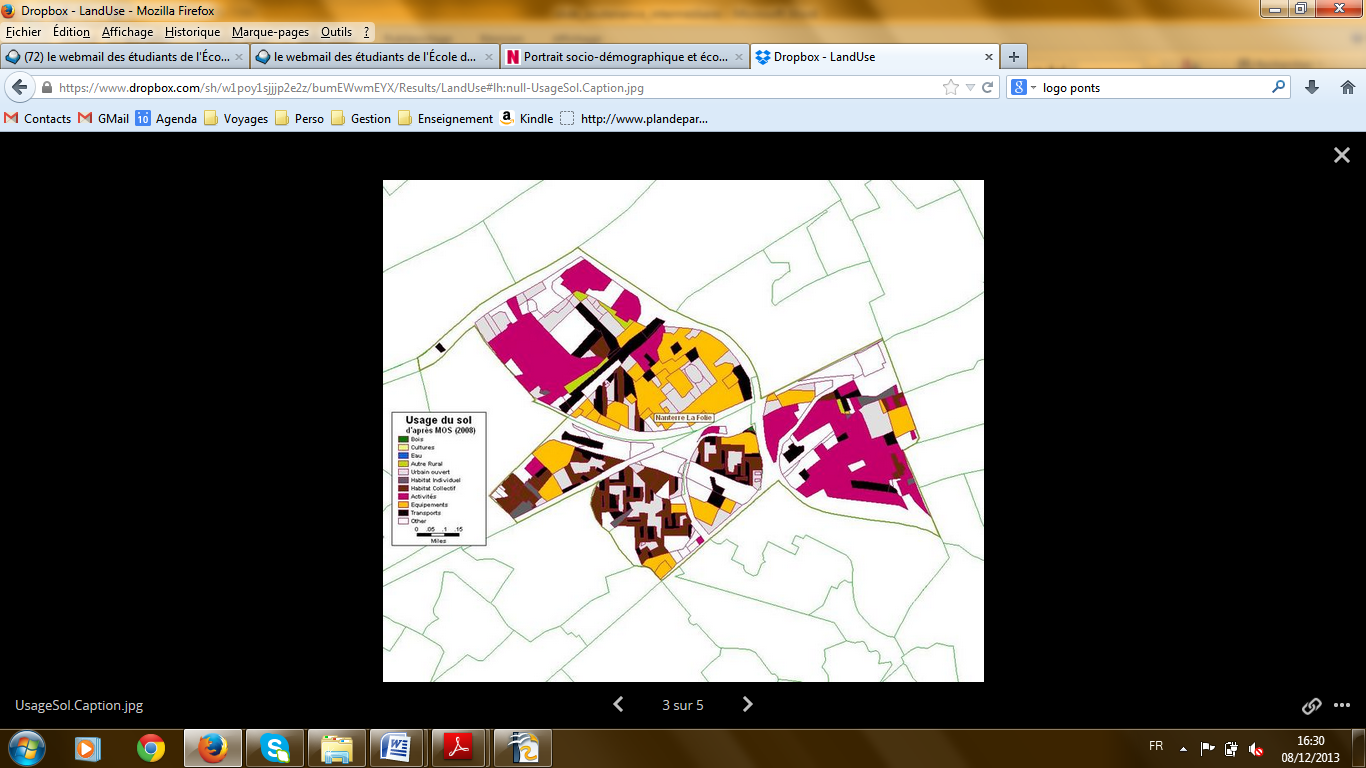 Dropbox - LandUse - Mozilla Firefox
Fichier Édition Affichage Historique Marque-pages Outils ?
(72) le webmail des étudiants de l'Éco... le webmail des étudiants de l'École d... Portrait socio-démographique et éco... Dropbox - LandUse
https://www.dropbox.com/sh/w1poy1sjjjp2e2z/bumEWwmEYX/Results/LandUse#lh:null-UsageSol.Caption.jpg logo ponts
Contacts GMail 10 Agenda Voyages Perso Gestion Enseignement Kindle http://www.plandepar...
Nanterre La Folie
Usage du sol
d'après MOS (2008)
Bois
Cultures
Eau
Autre Rural
Urbain ouvert
Habitat Individuel
Habitat Collectif
Activités
Equipements
Transports
Other
0 .05 .1 .15
Miles
UsageSol.Caption.jpg 3 sur 5
FR 16:30
08/12/2013